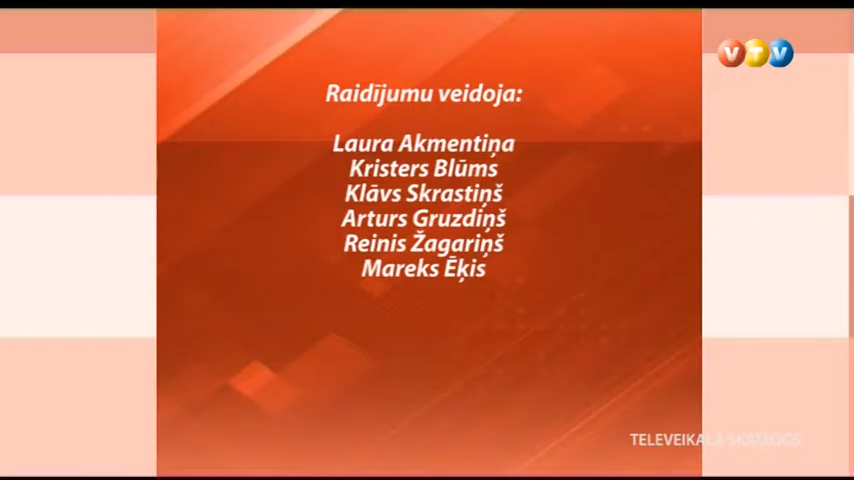 VTV
Raidījumu veidoja:
Laura Akmentiņa
Kristers Blūms
Klāvs Skrastiņš
Arturs Gruzdiņš
Reinis Žagariņš
Mareks Ēķis
TELEVEIKALA SKATLOGS